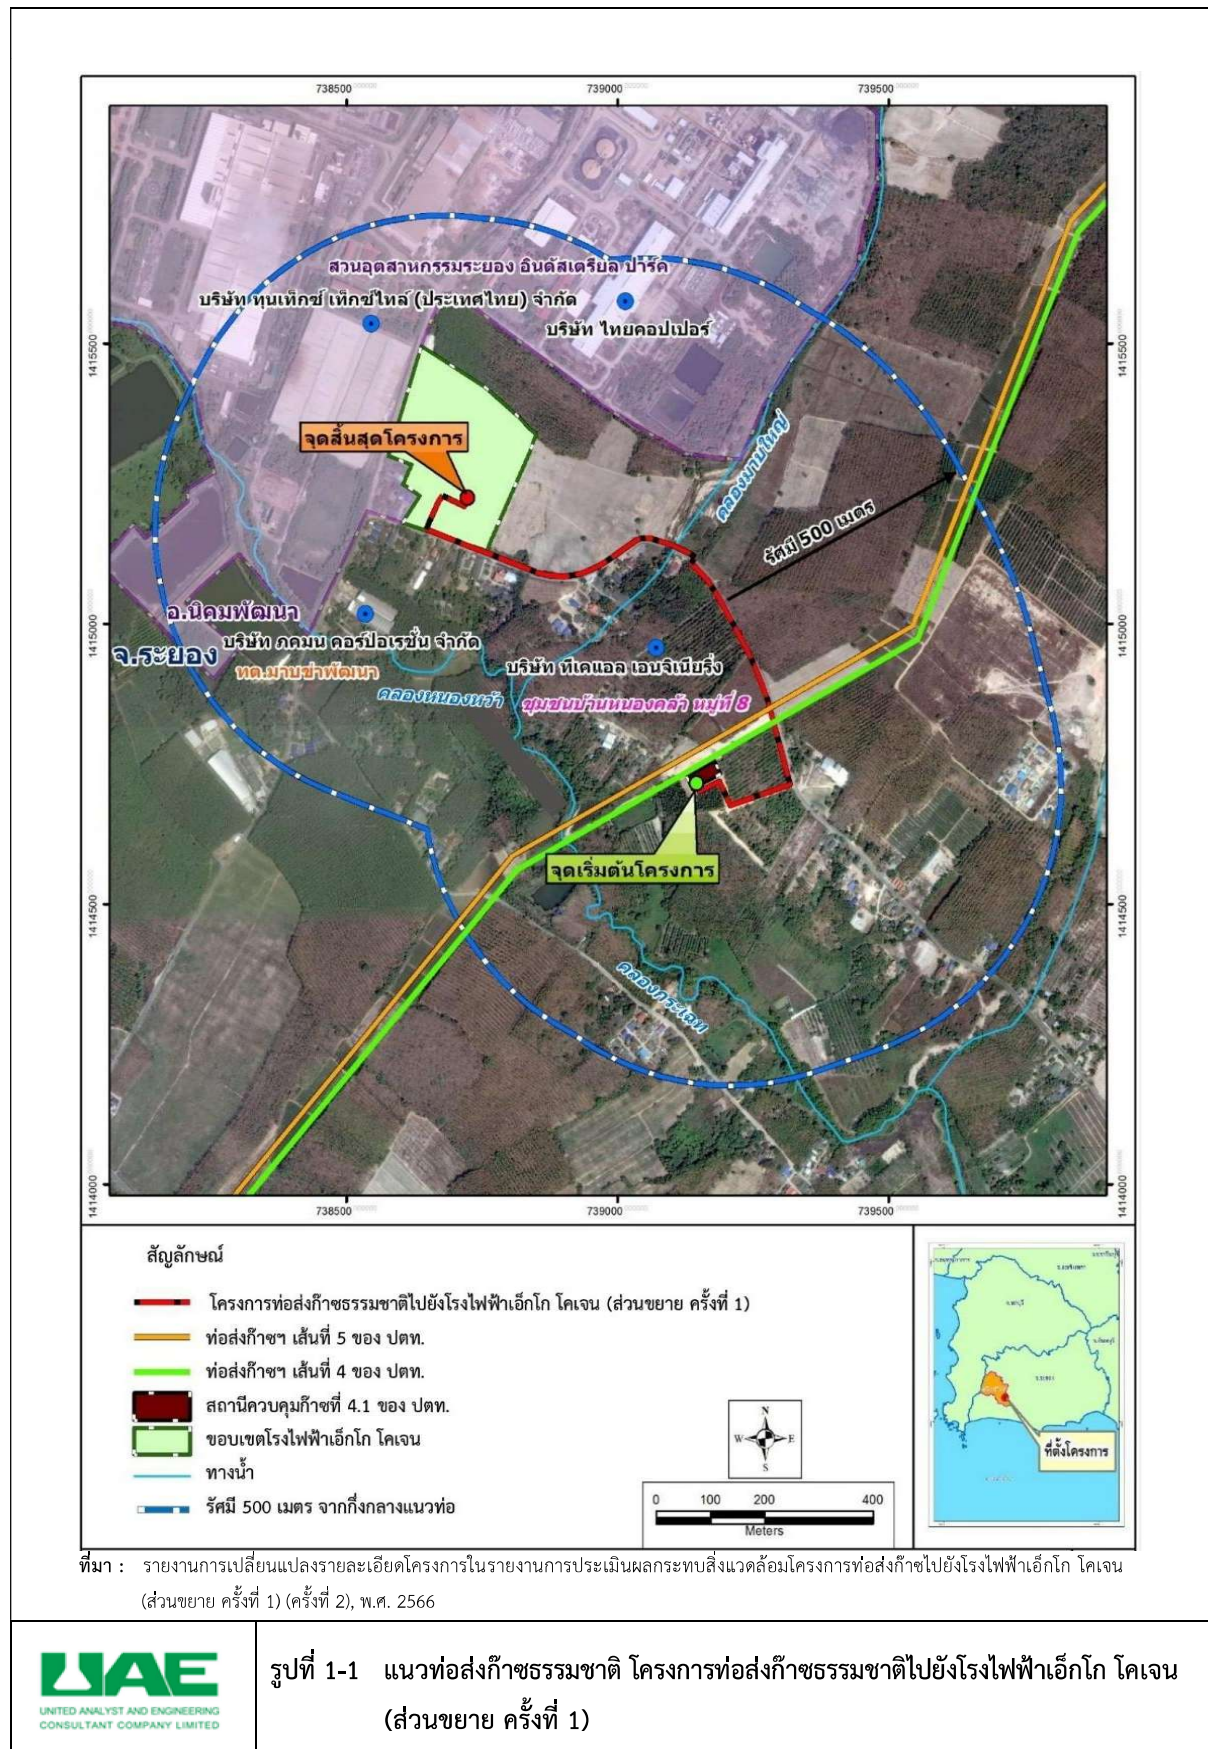 738500
739000
739500
สวนอุตสาหกรรมระยอง อินดัสเตรียล ปาร์ค
บริษัท ทุนเท็กซ์ เท็กซ์ไทล์ (ประเทศไทย) จำกัด
บริษัท ไทยคอปเปอร์
1415500
1415500
จุดสิ้นสุดโครงการ
คลองมาบใหญ่
รัศมี 500 เมตร
อ.นิคมพัฒนา
1415000
1415000
จ.ระยอง
บริษัท ภคมน คอร์ปอเรชั่น จำกัด
บริษัท ทีเคแอล เอนจิเนียริ่ง
ทต.มาบข่าพัฒนา
คลองหนองหว้า
ชุมชนบ้านหนองคล้า หมู่ที่ 8
จุดเริ่มต้นโครงการ
1414500
1414500
คลองกระเฉท
1414000
1414000
738500
739000
739500
สัญลักษณ์
โครงการท่อส่งก๊าซธรรมชาติไปยังโรงไฟฟ้าเอ็กโก โคเจน (ส่วนขยาย ครั้งที่ 1)
ท่อส่งก๊าซฯ เส้นที่ 5 ของ ปตท.
ท่อส่งก๊าซฯ เส้นที่ 4 ของ ปตท.
สถานีควบคุมก๊าซที่ 4.1 ของ ปตท.
ขอบเขตโรงไฟฟ้าเอ็กโก โคเจน
ทางน้ำ
รัศมี 500 เมตร จากกึ่งกลางแนวท่อ
N
W E
S
0 100 200 400
Meters
ที่ตั้งโครงการ
ที่มา : รายงานการเปลี่ยนแปลงรายละเอียดโครงการในรายงานการประเมินผลกระทบสิ่งแวดล้อมโครงการท่อส่งก๊าซไปยังโรงไฟฟ้าเอ็กโก โคเจน
(ส่วนขยาย ครั้งที่ 1) (ครั้งที่ 2), พ.ศ. 2566
UAE
UNITED ANALYST AND ENGINEERING
CONSULTANT COMPANY LIMITED
รูปที่ 1-1 แนวท่อส่งก๊าซธรรมชาติ โครงการท่อส่งก๊าซธรรมชาติไปยังโรงไฟฟ้าเอ็กโก โคเจน
(ส่วนขยาย ครั้งที่ 1)